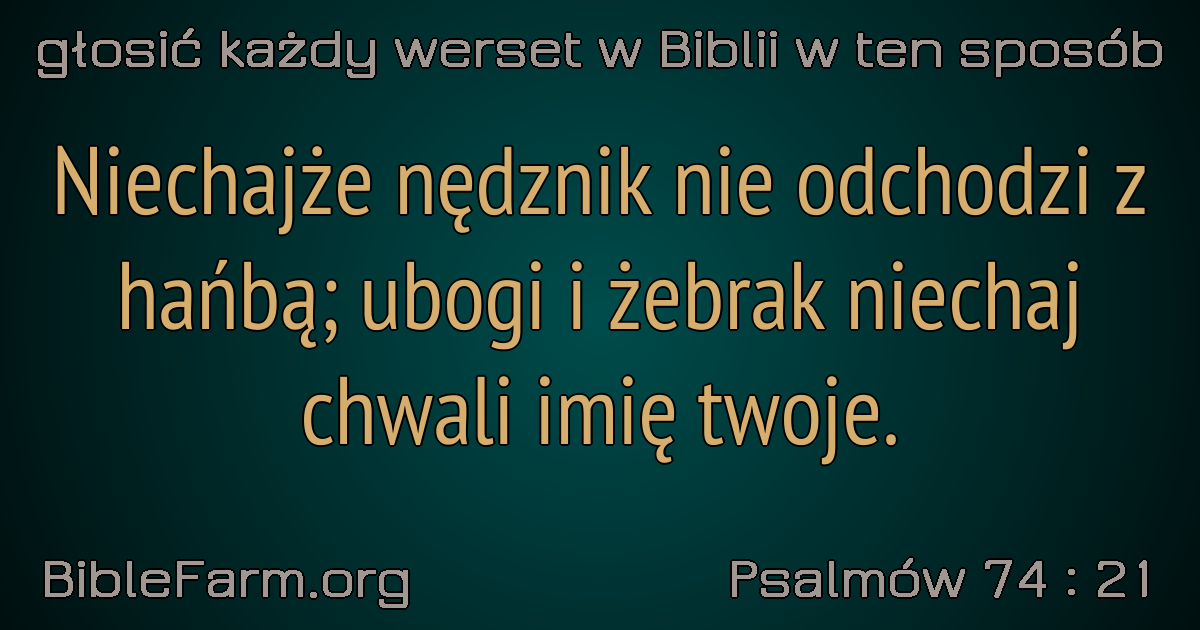 głosić każdy werset w Biblii w ten sposób
Niechajże nędznik nie odchodzi z
hańbą; ubogi i żebrak niechaj
chwali imię twoje.
BibleFarm.org
Psalmów 74 : 21